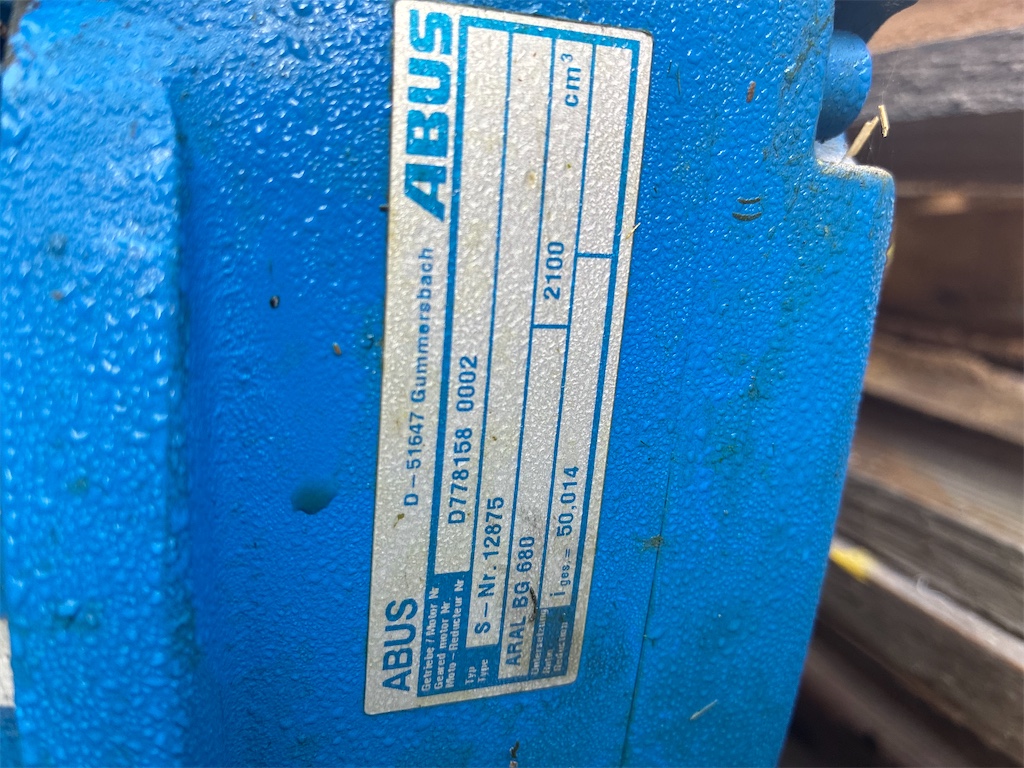 ABUS D-51647 Gummersbach ABUS
Getriebe / Motor Nr
Geared motor Nr
Moto-Reducteur Nr
D778158 0002
Typ
Type
S-Nr. 12875
ARAL-BG 680 2100 cm³
Untersetzung
i ges.= 50,014